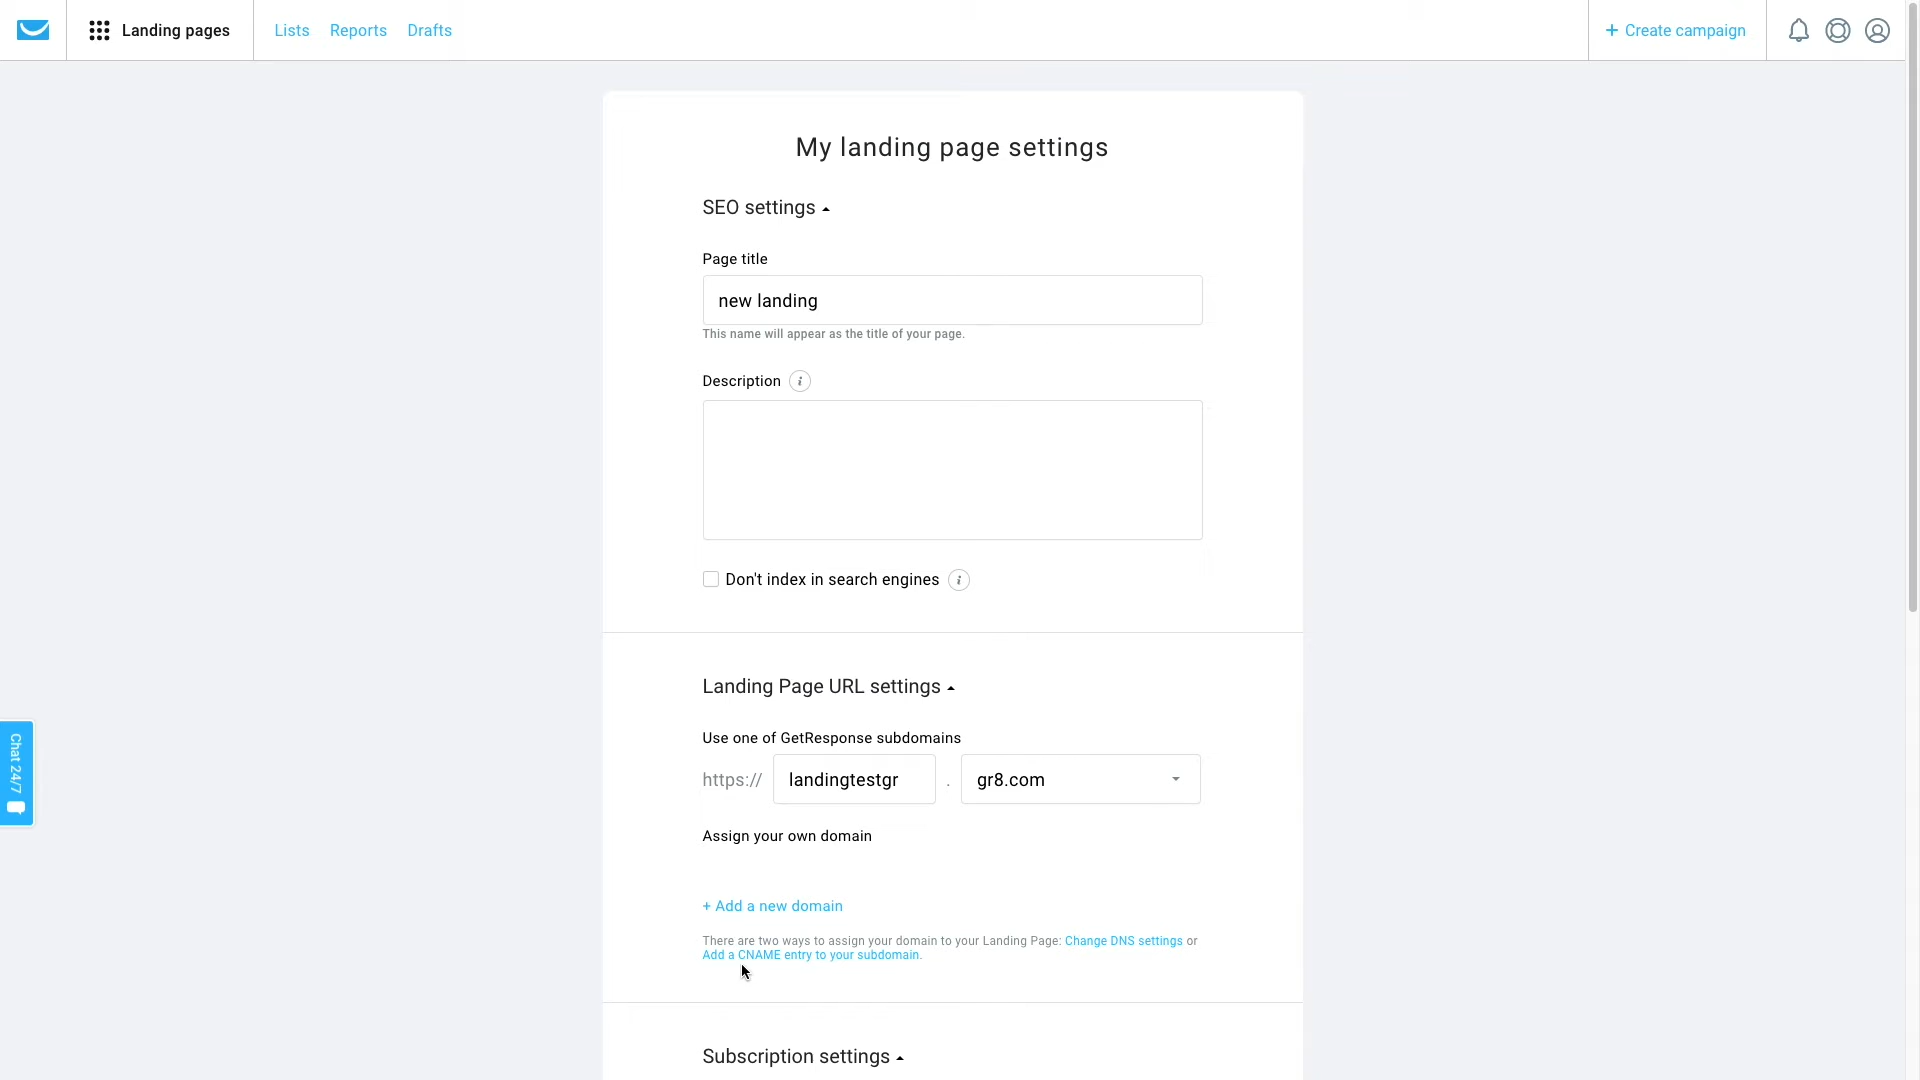 Landing pages
Lists
Reports
Drafts
+ Create campaign
My landing page settings
SEO settings
Page title
new landing
This name will appear as the title of your page.
Description i
Don't index in search engines i
Landing Page URL settings
Use one of GetResponse subdomains
https:// landingtestgr . gr8.com
Assign your own domain
+ Add a new domain
There are two ways to assign your domain to your Landing Page: Change DNS settings or
Add a CNAME entry to your subdomain.
Subscription settings
Chat 24/7